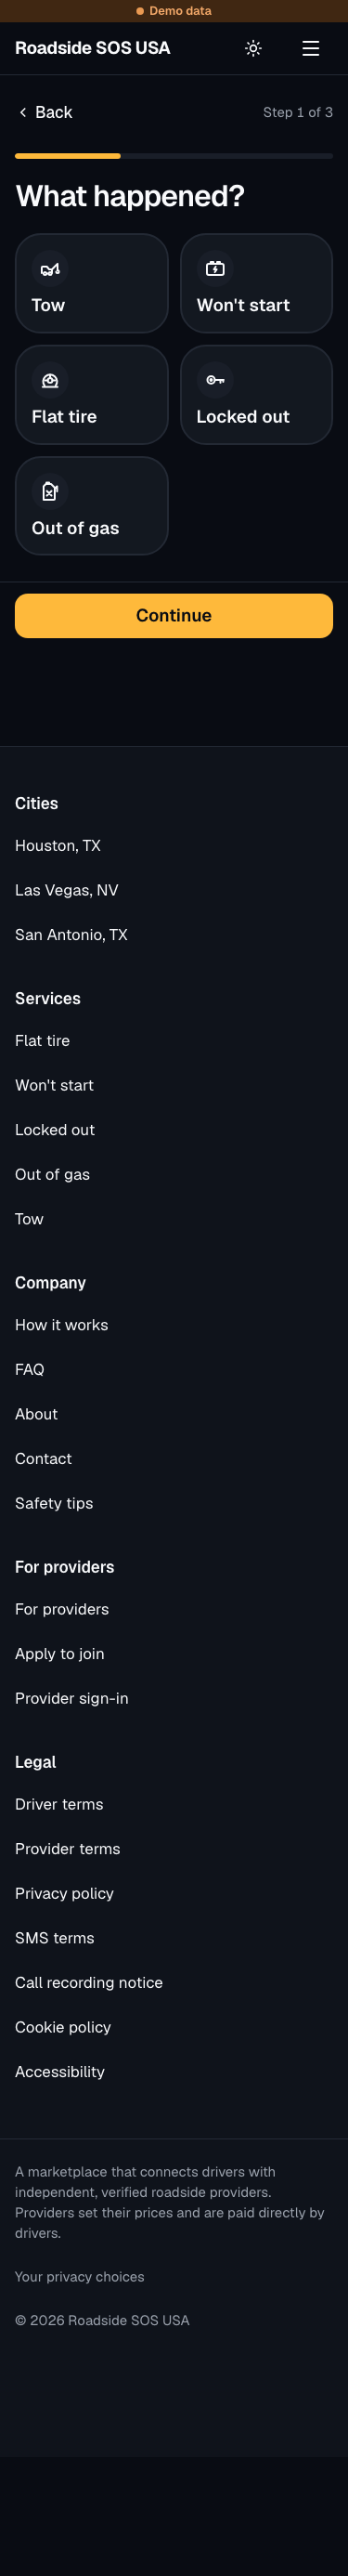 Demo data
Roadside SOS USA
Back
Step 1 of 3
What happened?
Tow
Won't start
Flat tire
Locked out
Out of gas
Continue
Cities
Houston, TX
Las Vegas, NV
San Antonio, TX
Services
Flat tire
Won't start
Locked out
Out of gas
Tow
Company
How it works
FAQ
About
Contact
Safety tips
For providers
For providers
Apply to join
Provider sign-in
Legal
Driver terms
Provider terms
Privacy policy
SMS terms
Call recording notice
Cookie policy
Accessibility
A marketplace that connects drivers with
independent, verified roadside providers.
Providers set their prices and are paid directly by
drivers.
Your privacy choices
© 2026 Roadside SOS USA